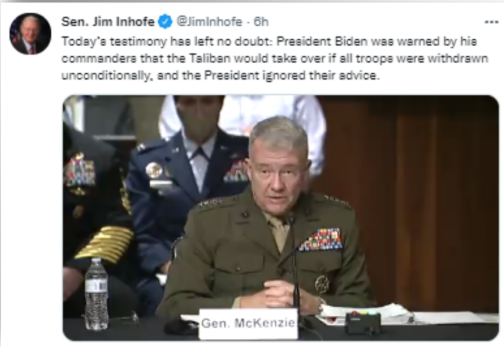 Sen. Jim Inhofe @JimInhofe · 6h
Today's testimony has left no doubt: President Biden was warned by his
commanders that the Taliban would take over if all troops were withdrawn
unconditionally, and the President ignored their advice.
Gen. McKenzie